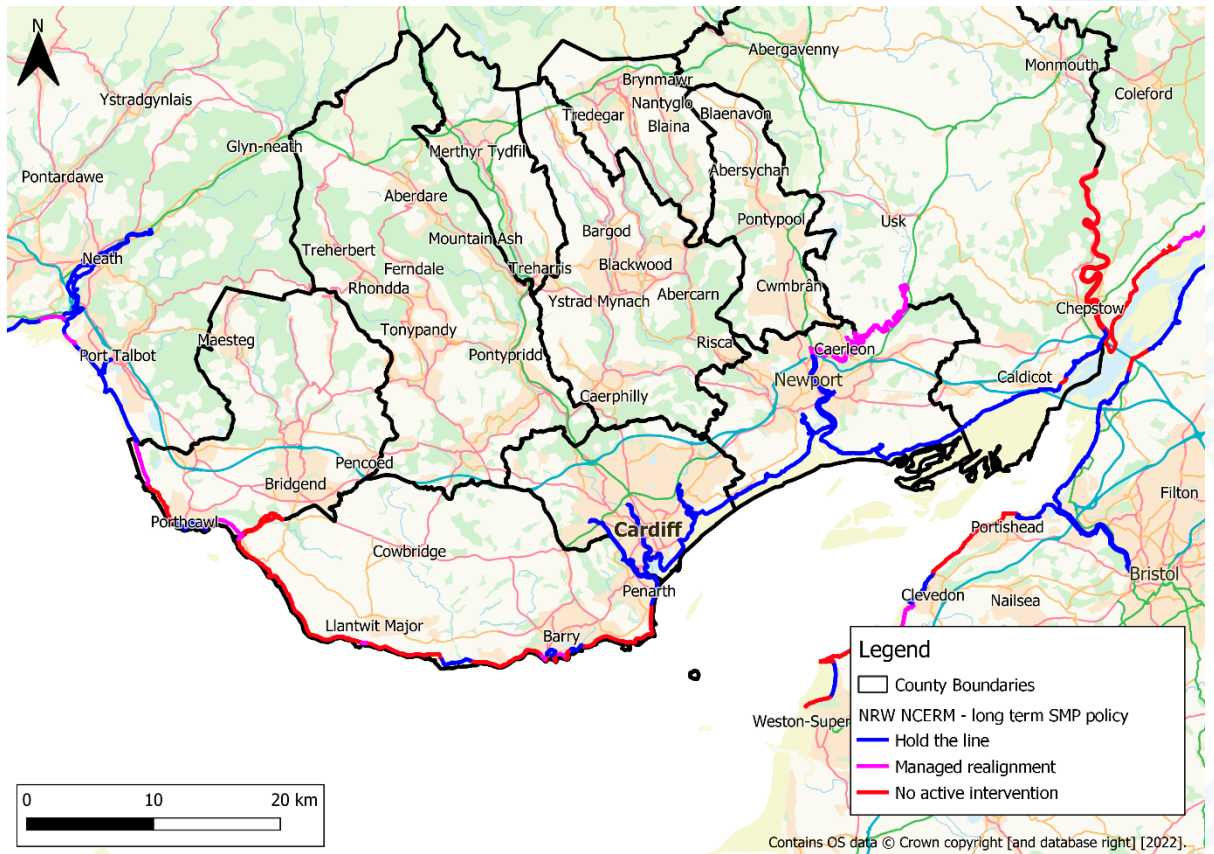 N
Abergavenny
Monmouth
Coleford
Ystradgynlais
Brynmawr
Nantyglo
Tredegar
Blaenavon
Blaina
Glyn-neath
Merthyr Tydfil
Pontardawe
Abersychan
Aberdare
Usk
Pontypool
Bargod
Mountain Ash
Treherbert
Neath
Ferndale
Treharris
Blackwood
Cwmbrân
Rhondda
Abercarn
Ystrad Mynach
Chepstow
Tonypandy
Maesteg
Risca
Caerleon
Port Talbot
Pontypridd
Caldicot
Newport
Caerphilly
Pencoed
Bridgend
Filton
Porthcawl
Cardiff
Portishead
Cowbridge
Bristol
Penarth
Clevedon
Nailsea
Llantwit Major
Barry
Weston-Super
Legend
County Boundaries
NRW NCERM - long term SMP policy
Hold the line
Managed realignment
No active intervention
0 10 20 km
Contains OS data © Crown copyright [and database right] [2022].